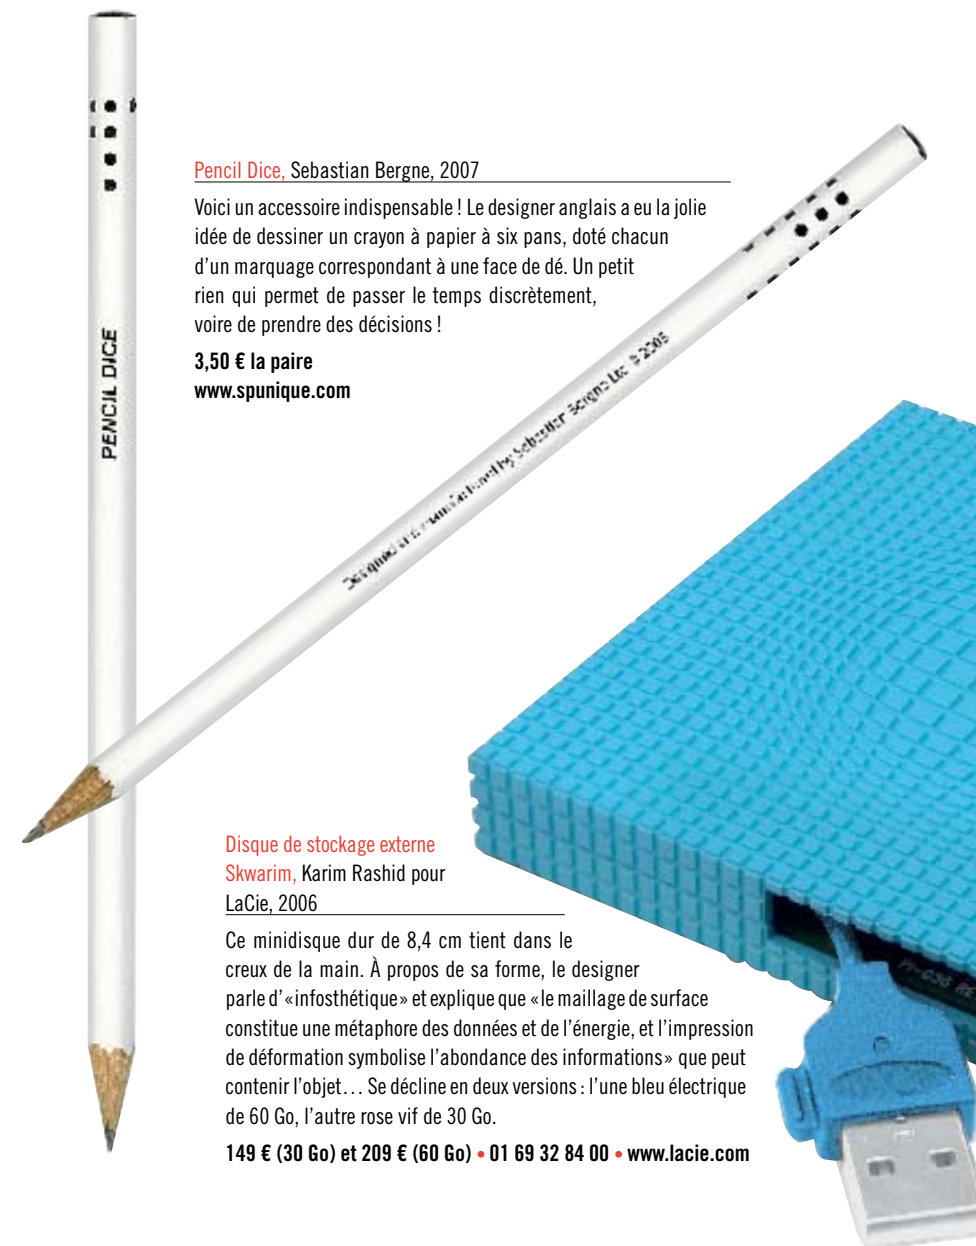 Pencil Dice, Sebastian Bergne, 2007
Voici un accessoire indispensable ! Le designer anglais a eu la jolie
idée de dessiner un crayon à papier à six pans, doté chacun
d’un marquage correspondant à une face de dé. Un petit
rien qui permet de passer le temps discrètement,
voire de prendre des décisions !
3,50 € la paire
www.spunique.com
PENCIL DICE
Designed and by Sebastian Bergne
Disque de stockage externe
Skwarim, Karim Rashid pour
LaCie, 2006
Ce minidisque dur de 8,4 cm tient dans le
creux de la main. À propos de sa forme, le designer
parle d’«infosthétique» et explique que «le maillage de surface
constitue une métaphore des données et de l’énergie, et l’impression
de déformation symbolise l’abondance des informations» que peut
contenir l’objet… Se décline en deux versions : l’une bleu électrique
de 60 Go, l’autre rose vif de 30 Go.
149 € (30 Go) et 209 € (60 Go) • 01 69 32 84 00 • www.lacie.com